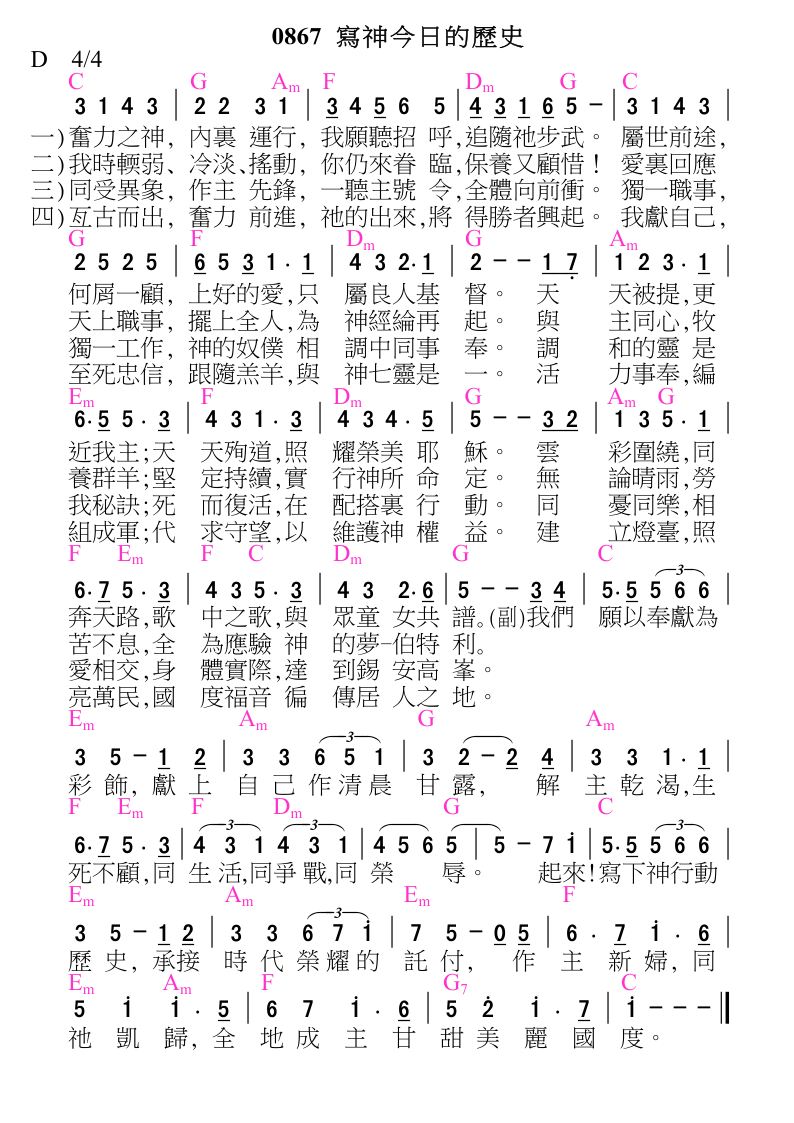 0867 寫神今日的歷史
D 4/4
C G Am F Dm G C
3 1 4 3 | 2 2 3 1 | 3 4 5 6 5 | 4 3 1 6 5 - | 3 1 4 3 |
一)奮力之神, 內裏 運行, 我願聽招 呼,追隨祂步武。 屬世前途,
二)我時輭弱、冷淡、搖動, 你仍來眷 臨,保養又顧惜! 愛裏回應
三)同受異象, 作主 先鋒, 一聽主號 令,全體向前衝。 獨一職事,
四)亙古而出, 奮力 前進, 祂的出來,將 得勝者興起。 我獻自己,
G F Dm G Am
2 5 2 5 | 6 5 3 1 · 1 | 4 3 2· 1 | 2 - - 1 7 | 1 2 3 · 1 |
何屑一顧, 上好的愛,只 屬良人基 督。 天 天被提,更
天上職事, 擺上全人,為 神經綸再 起。 與 主同心,牧
獨一工作, 神的奴僕 相 調中同事 奉。 調 和的靈 是
至死忠信, 跟隨羔羊,與 神七靈是 一。 活 力事奉,編
Em F Dm G Am G
6· 5 5 · 3 | 4 3 1 · 3 | 4 3 4 · 5 | 5 - - 3 2 | 1 3 5 · 1 |
近我主;天 天殉道,照 耀榮美 耶 穌。 雲 彩圍繞,同
養群羊;堅 定持續,實 行神所 命 定。 無 論晴雨,勞
我秘訣;死 而復活,在 配搭裏 行 動。 同 憂同樂,相
組成軍;代 求守望,以 維護神 權 益。 建 立燈臺,照
F Em F C Dm G C
6· 7 5 · 3 | 4 3 5 · 3 | 4 3 2· 6 | 5 - - 3 4 | 5· 5 5 6 6 |
3
奔天路,歌 中之歌,與 眾童 女共 譜。(副)我們 願以奉獻為
苦不息,全 為應驗 神 的夢-伯特 利。
愛相交,身 體實際,達 到錫 安高 峯。
亮萬民,國 度福音 徧 傳居 人之 地。
Em Am G Am
3 5 - 1 2 | 3 3 6 5 1 | 3 2 - 2 4 | 3 3 1 · 1 |
3
彩 飾, 獻 上 自 己 作 清 晨 甘 露, 解 主 乾 渴,生
F Em F Dm G C
6· 7 5 · 3 | 4 3 1 4 3 1 | 4 5 6 5 | 5 - 7 1 | 5· 5 5 6 6 |
3 3 3
死不顧,同 生 活,同爭 戰,同 榮 辱。 起來!寫下神行動
Em Am Em F
3 5 - 1 2 | 3 3 6 7 1 | 7 5 - 0 5 | 6 · 7 1 · 6 |
3
歷 史, 承接 時 代 榮 耀 的 託 付, 作 主 新 婦, 同
Em Am F G7 C
5 1 1 · 5 | 6 7 1 · 6 | 5 2 1 · 7 | 1 - - - ‖
祂 凱 歸, 全 地 成 主 甘 甜 美 麗 國 度。